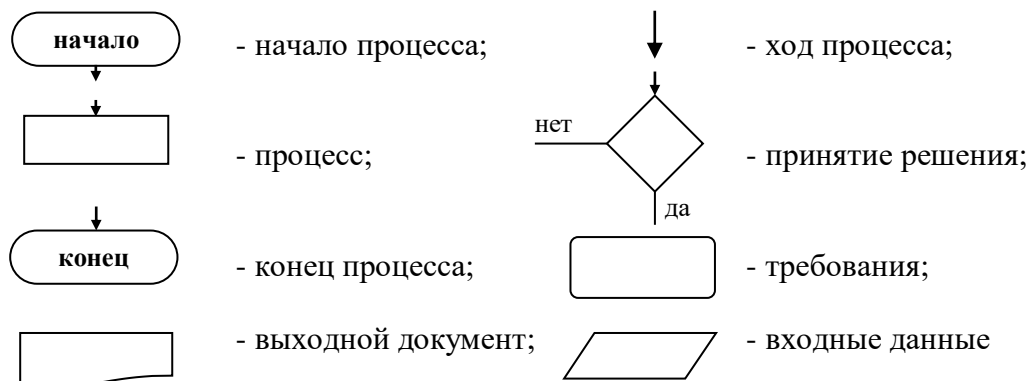 начало - начало процесса; - ход процесса;
нет
- процесс; - принятие решения;
да
конец - конец процесса; - требования;
- выходной документ; - входные данные